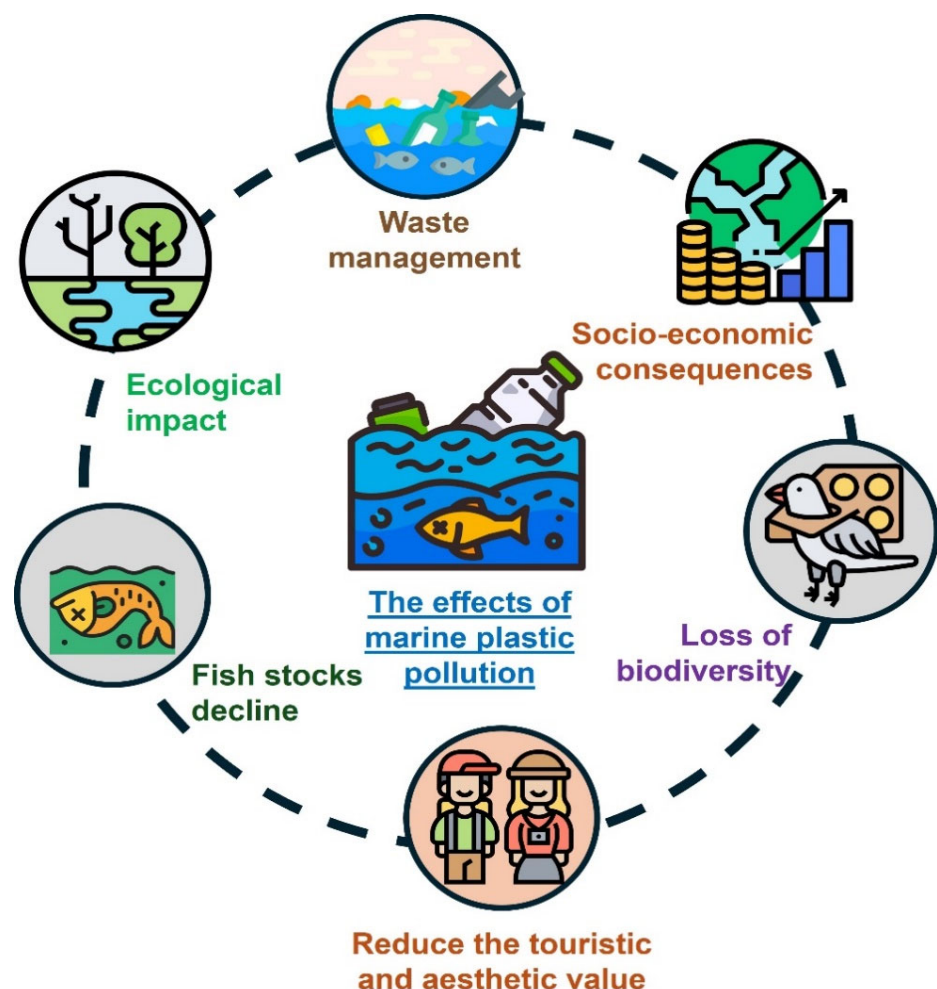 Waste
management
Socio-economic
consequences
Ecological
impact
The effects of
marine plastic
pollution
Loss of
biodiversity
Fish stocks
decline
Reduce the touristic
and aesthetic value